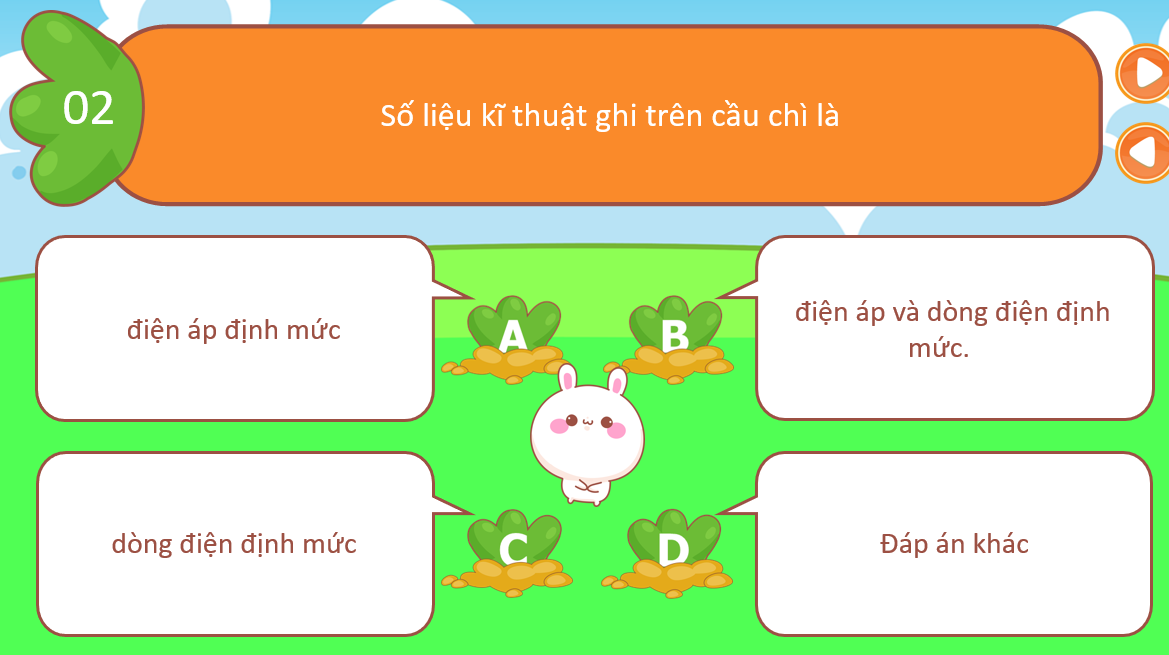 02
Số liệu kĩ thuật ghi trên cầu chì là
điện áp định mức
A
B
điện áp và dòng điện định
mức.
dòng điện định mức
C
D
Đáp án khác